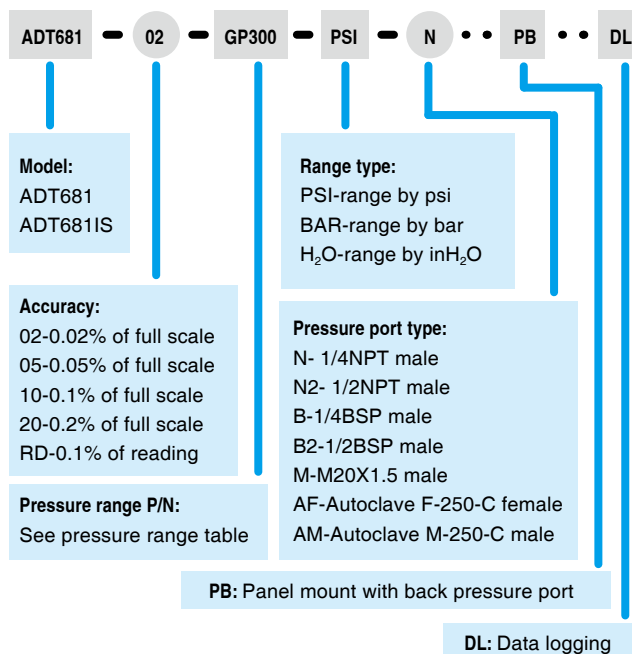 ADT681 – 02 – GP300 – PSI – N ·· PB ·· DL
Model:
ADT681
ADT681IS
Range type:
PSI-range by psi
BAR-range by bar
H₂O-range by inH₂O
Accuracy:
02-0.02% of full scale
05-0.05% of full scale
10-0.1% of full scale
20-0.2% of full scale
RD-0.1% of reading
Pressure port type:
N- 1/4NPT male
N2- 1/2NPT male
B-1/4BSP male
B2-1/2BSP male
M-M20X1.5 male
AF-Autoclave F-250-C female
AM-Autoclave M-250-C male
Pressure range P/N:
See pressure range table
PB: Panel mount with back pressure port
DL: Data logging